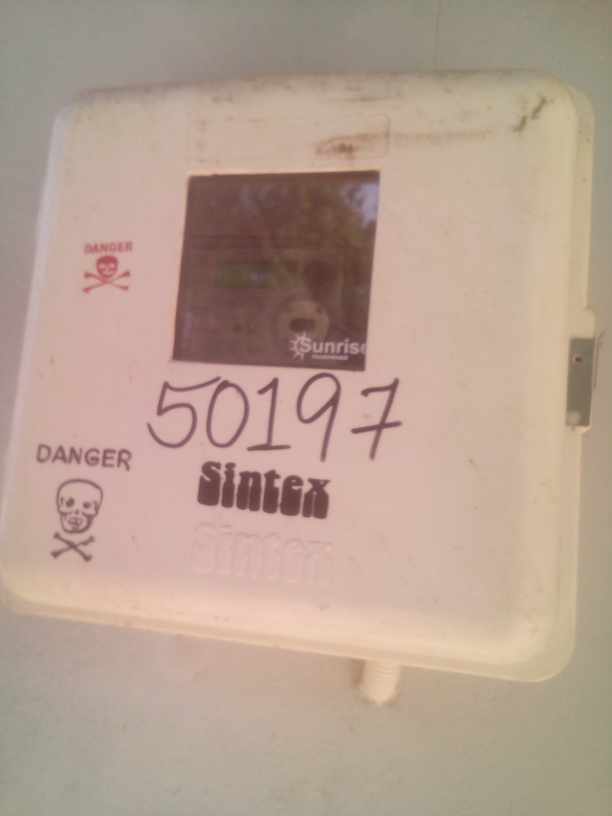 DANGER
Sunrise
50197
DANGER
Sintex
Sintex